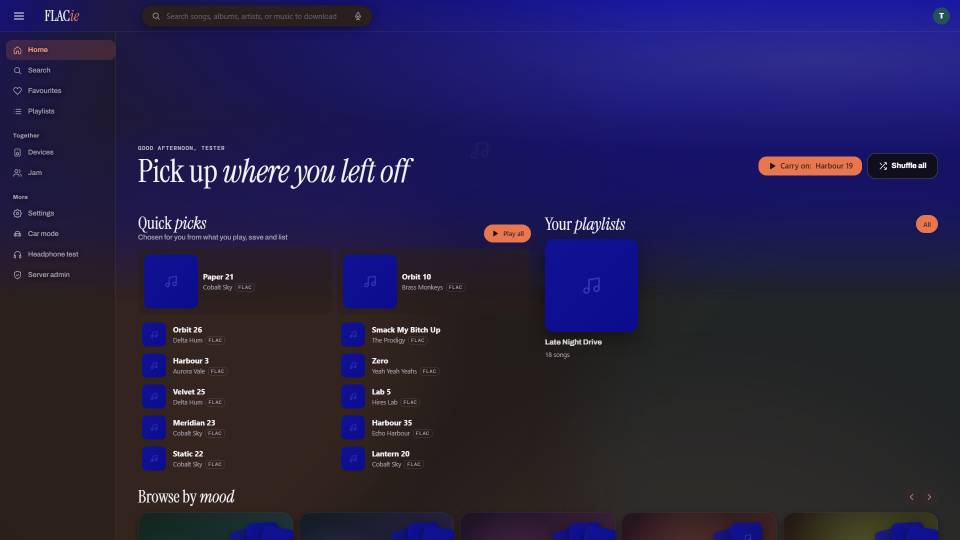 FLACie
Search songs, albums, artists, or music to download
T
Home
Search
Favourites
Playlists
Together
Devices
Jam
More
Settings
Car mode
Headphone test
Server admin
GOOD AFTERNOON, TESTER
Pick up where you left off
Carry on: Harbour 19
Shuffle all
Quick picks
Chosen for you from what you play, save and list
Play all
Paper 21
Cobalt Sky FLAC
Orbit 10
Brass Monkeys FLAC
Orbit 26
Delta Hum FLAC
Smack My Bitch Up
The Prodigy FLAC
Harbour 3
Aurora Vale FLAC
Zero
Yeah Yeah Yeahs FLAC
Velvet 25
Delta Hum FLAC
Lab 5
Hires Lab FLAC
Meridian 23
Cobalt Sky FLAC
Harbour 35
Echo Harbour FLAC
Static 22
Cobalt Sky FLAC
Lantern 20
Cobalt Sky FLAC
Your playlists
All
Late Night Drive
18 songs
Browse by mood